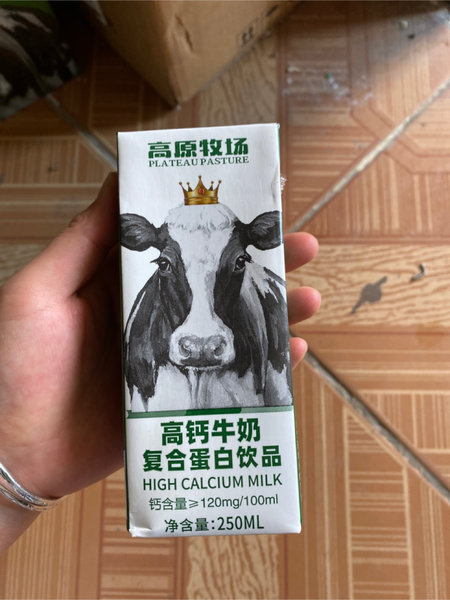 高原牧场
PLATEAU PASTURE
高钙牛奶
复合蛋白饮品
HIGH CALCIUM MILK
钙含量≥120mg/100ml
净含量:250ML